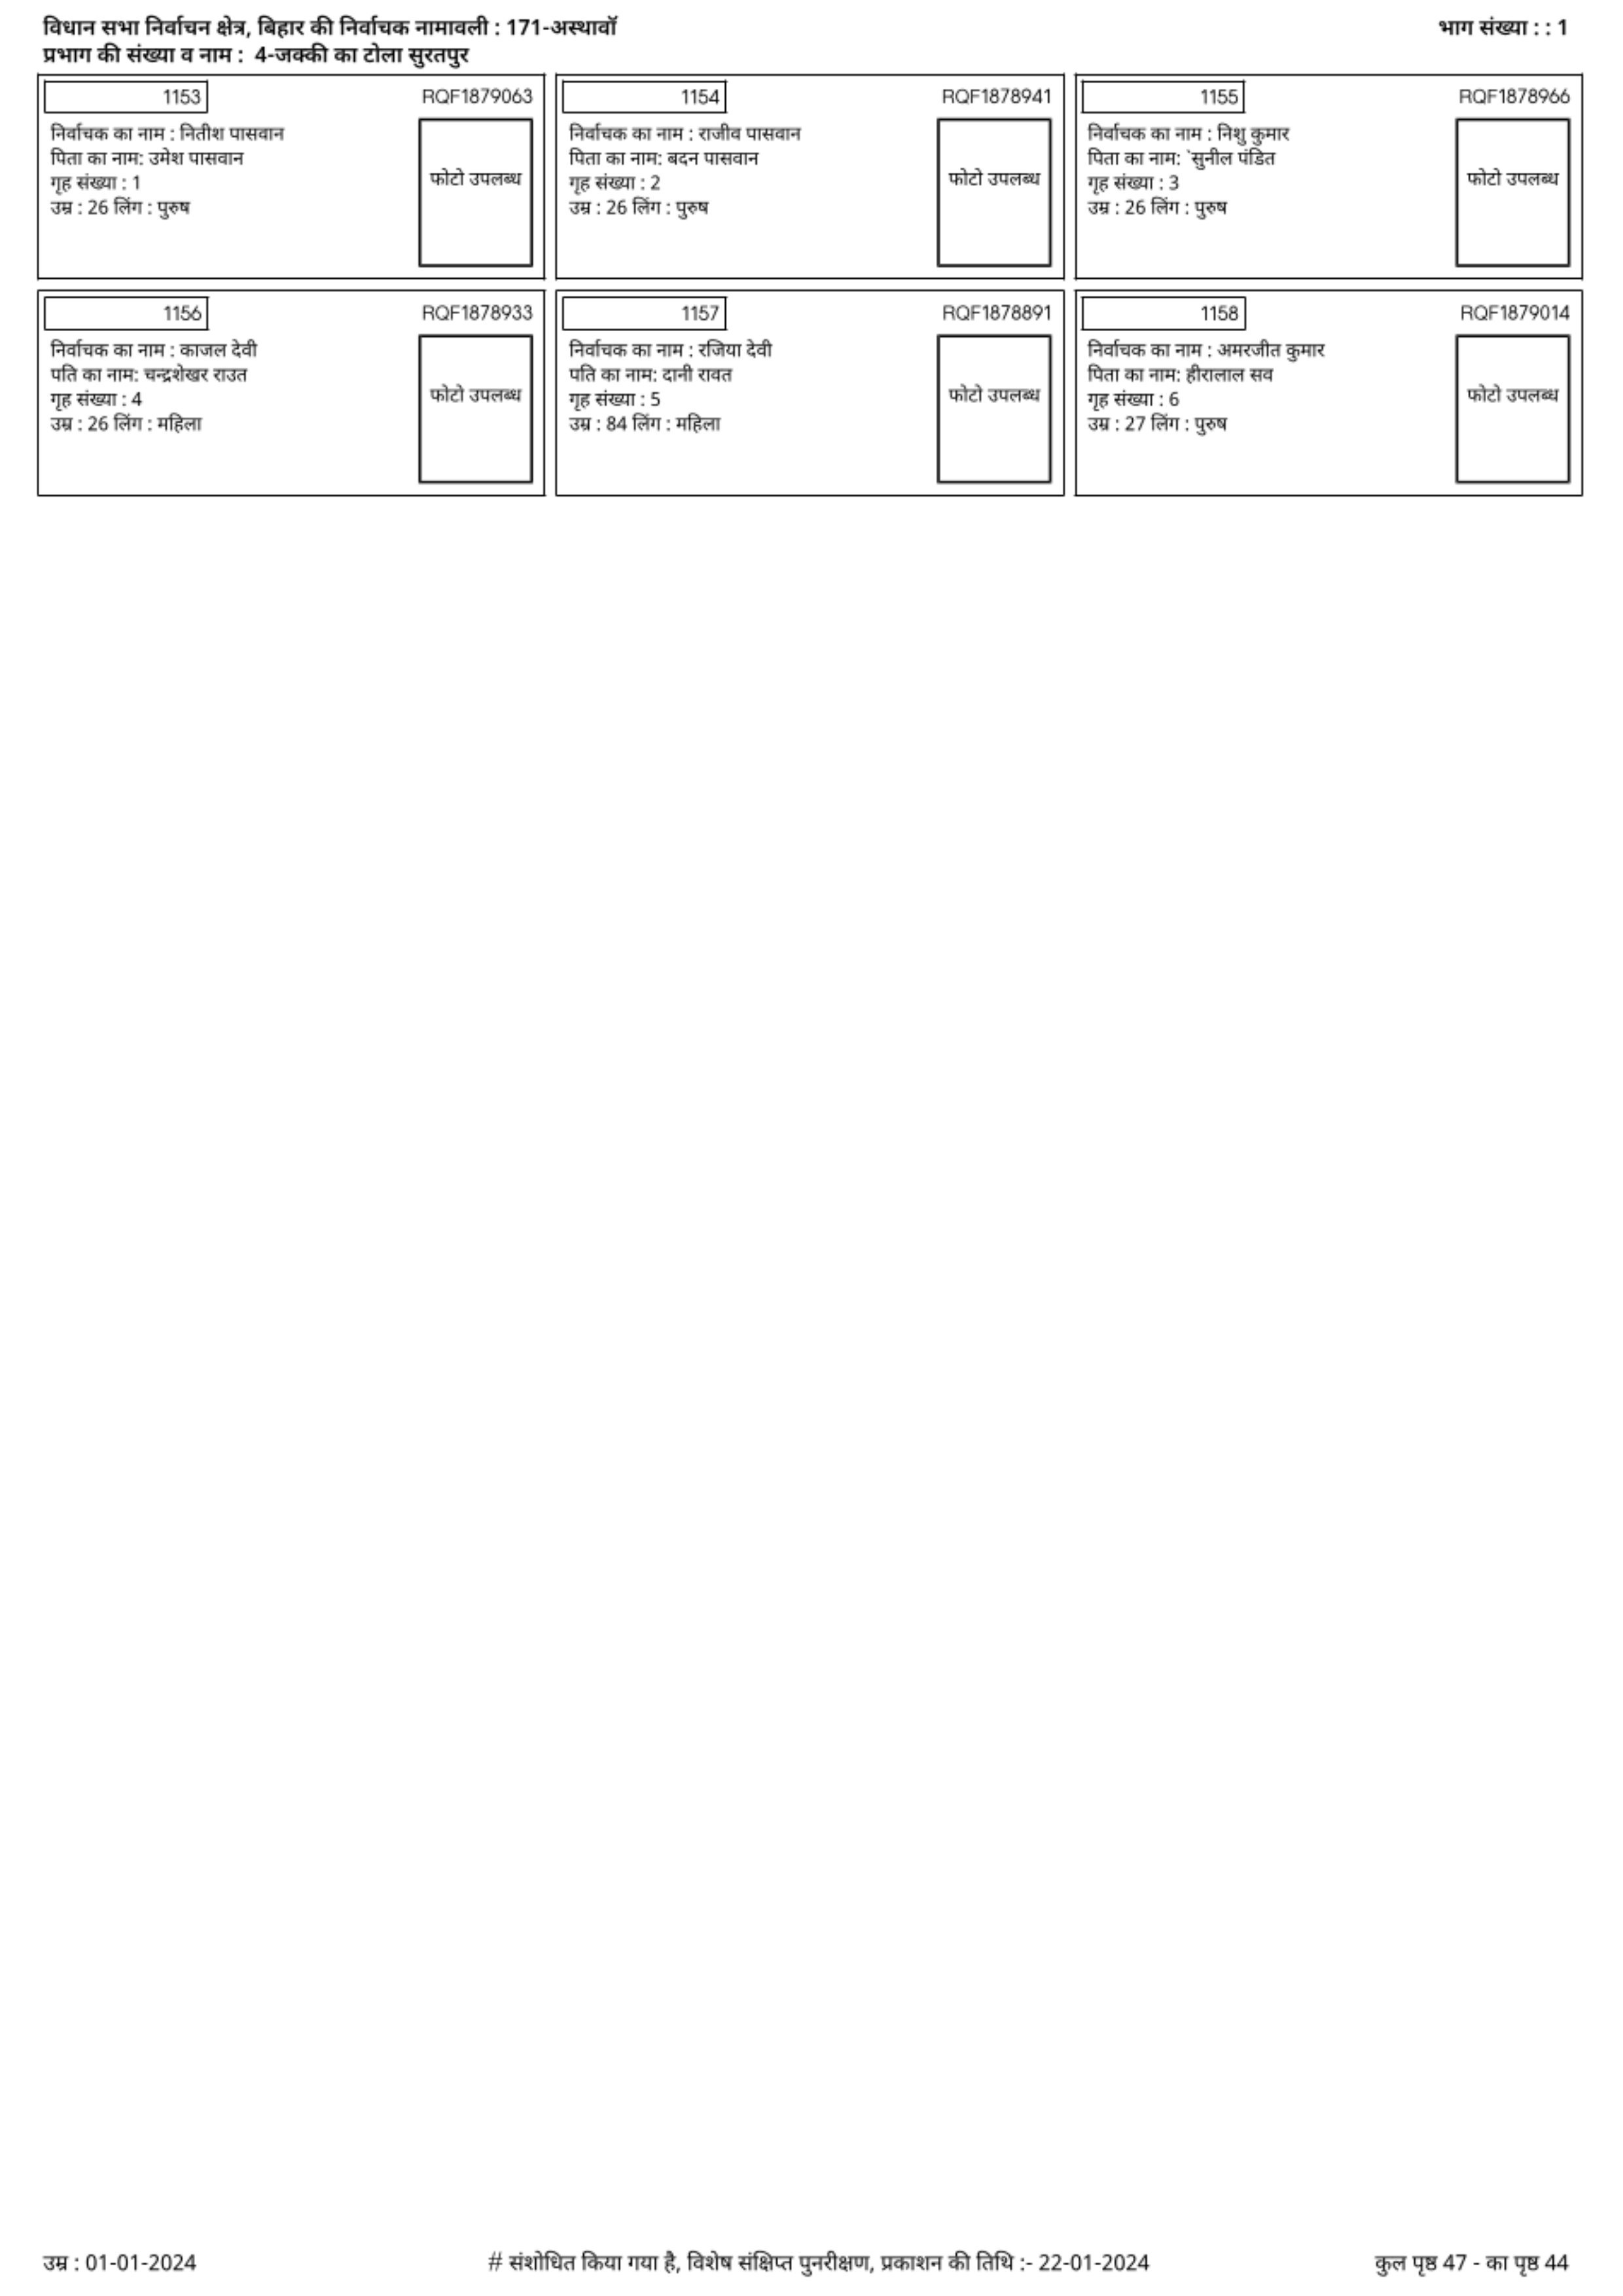 विधान सभा निर्वाचन क्षेत्र, बिहार की निर्वाचक नामावली : 171-अस्थावॉ
भाग संख्या : : 1
प्रभाग की संख्या व नाम : 4-जक्की का टोला सुरतपुर
1153
RQF1879063
निर्वाचक का नाम : नितीश पासवान
पिता का नाम: उमेश पासवान
गृह संख्या : 1
उम्र : 26 लिंग : पुरुष
फोटो उपलब्ध
1154
RQF1878941
निर्वाचक का नाम : राजीव पासवान
पिता का नाम: बदन पासवान
गृह संख्या : 2
उम्र : 26 लिंग : पुरुष
फोटो उपलब्ध
1155
RQF1878966
निर्वाचक का नाम : निशु कुमार
पिता का नाम: `सुनील पंडित
गृह संख्या : 3
उम्र : 26 लिंग : पुरुष
फोटो उपलब्ध
1156
RQF1878933
निर्वाचक का नाम : काजल देवी
पति का नाम: चन्द्रशेखर राउत
गृह संख्या : 4
उम्र : 26 लिंग : महिला
फोटो उपलब्ध
1157
RQF1878891
निर्वाचक का नाम : रजिया देवी
पति का नाम: दानी रावत
गृह संख्या : 5
उम्र : 84 लिंग : महिला
फोटो उपलब्ध
1158
RQF1879014
निर्वाचक का नाम : अमरजीत कुमार
पिता का नाम: हीरालाल सव
गृह संख्या : 6
उम्र : 27 लिंग : पुरुष
फोटो उपलब्ध
उम्र : 01-01-2024
# संशोधित किया गया है, विशेष संक्षिप्त पुनरीक्षण, प्रकाशन की तिथि :- 22-01-2024
कुल पृष्ठ 47 - का पृष्ठ 44